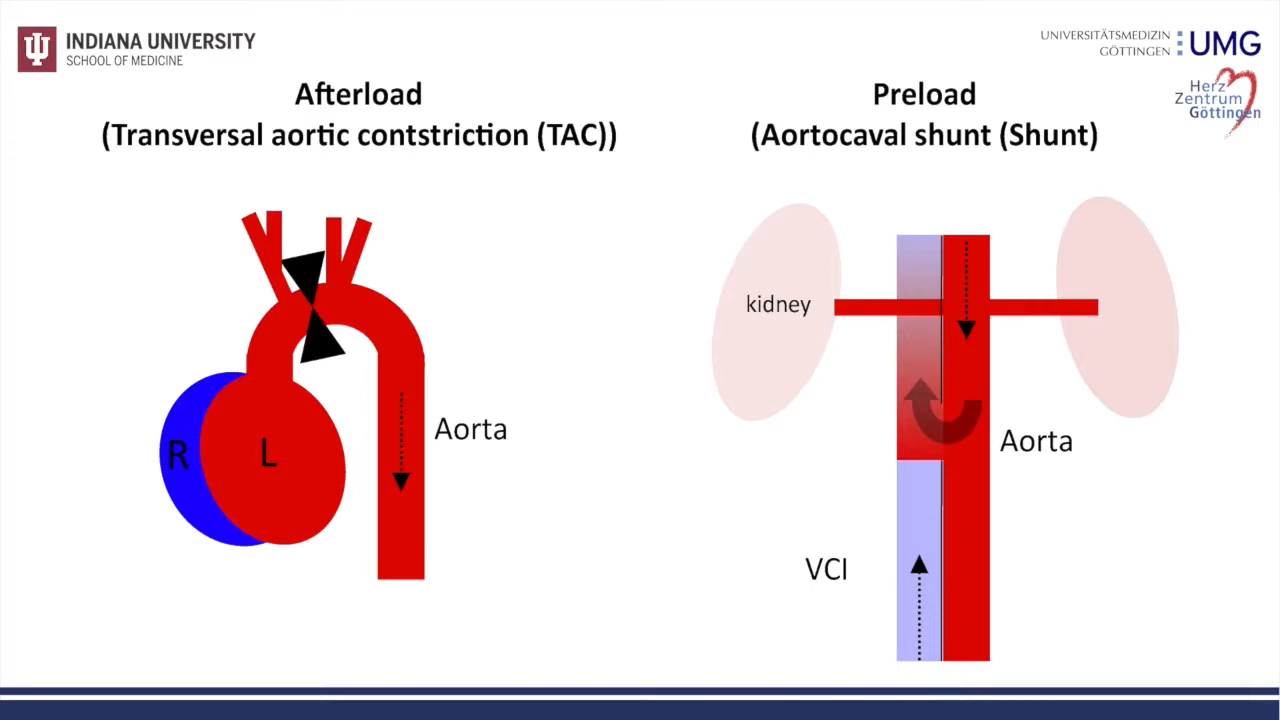 INDIANA UNIVERSITY
SCHOOL OF MEDICINE
UNIVERSITÄTSMEDIZIN
GÖTTINGEN
UMG
Herz
Zentrum
Göttingen
Afterload
(Transversal aortic contstriction (TAC))
Preload
(Aortocaval shunt (Shunt)
kidney
R
L
Aorta
Aorta
VCI